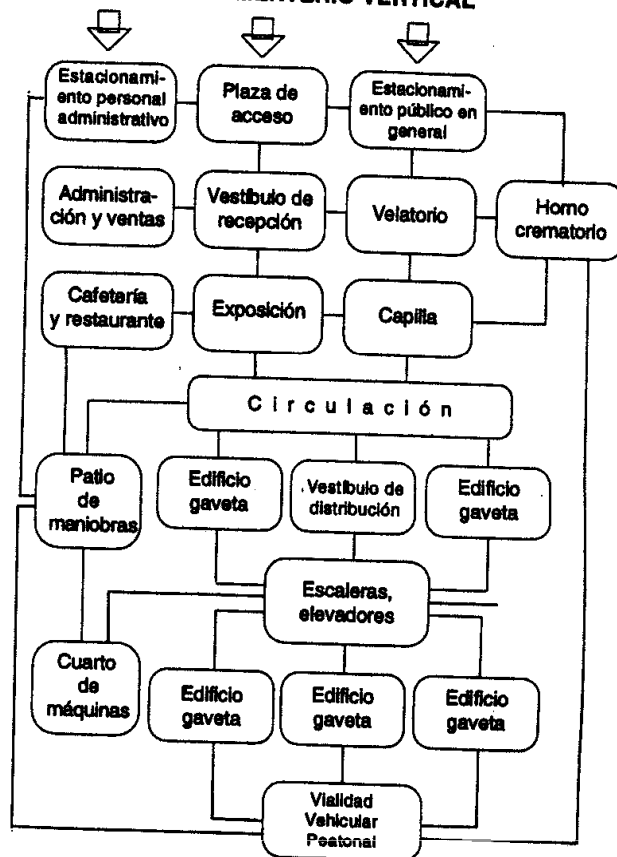 VERTICAL
Estacionami-
ento personal
administrativo
Plaza de
acceso
Estacionami-
ento público en
general
Administra-
ción y ventas
Vestíbulo de
recepción
Velatorio
Horno
crematorio
Cafetería
y restaurante
Exposición
Capilla
Circulación
Patio
de
maniobras
Edificio
gaveta
Vestíbulo de
distribución
Edificio
gaveta
Escaleras,
elevadores
Cuarto
de
máquinas
Edificio
gaveta
Edificio
gaveta
Edificio
gaveta
Vialidad
Vehicular
Peatonal